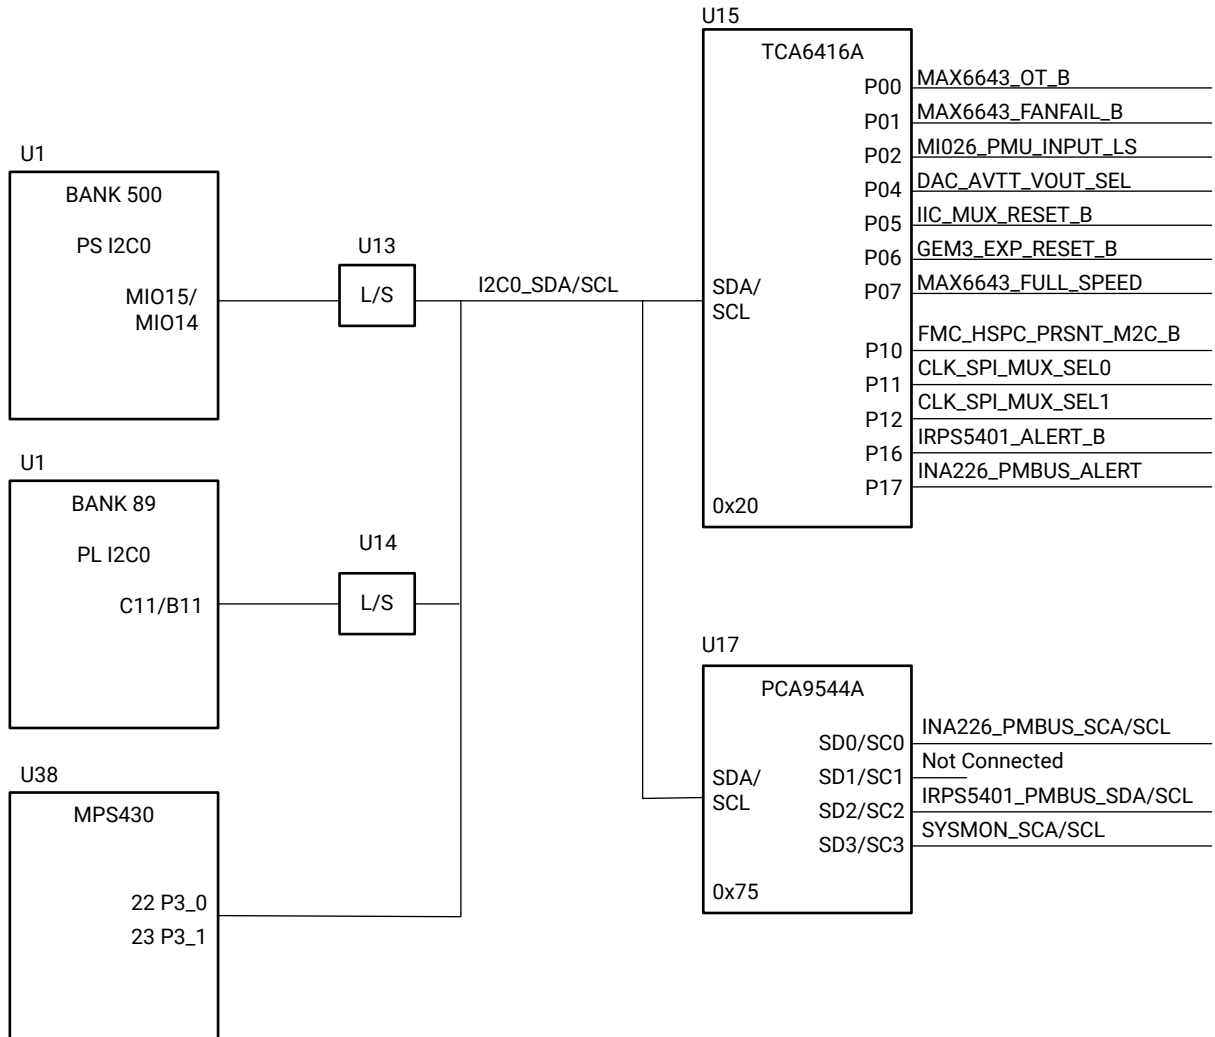 U1
BANK 500
PS I2C0
MIO15/
MIO14
U13
L/S
U1
BANK 89
PL I2C0
C11/B11
U14
L/S
U38
MPS430
22 P3_0
23 P3_1
I2C0_SDA/SCL
U15
TCA6416A
SDA/
SCL
P00 MAX6643_OT_B
P01 MAX6643_FANFAIL_B
P02 MI026_PMU_INPUT_LS
P04 DAC_AVTT_VOUT_SEL
P05 IIC_MUX_RESET_B
P06 GEM3_EXP_RESET_B
P07 MAX6643_FULL_SPEED
P10 FMC_HSPC_PRSNT_M2C_B
P11 CLK_SPI_MUX_SEL0
P12 CLK_SPI_MUX_SEL1
P16 IRPS5401_ALERT_B
P17 INA226_PMBUS_ALERT
0x20
U17
PCA9544A
SDA/
SCL
SD0/SC0 INA226_PMBUS_SCA/SCL
SD1/SC1 Not Connected
SD2/SC2 IRPS5401_PMBUS_SDA/SCL
SD3/SC3 SYSMON_SCA/SCL
0x75